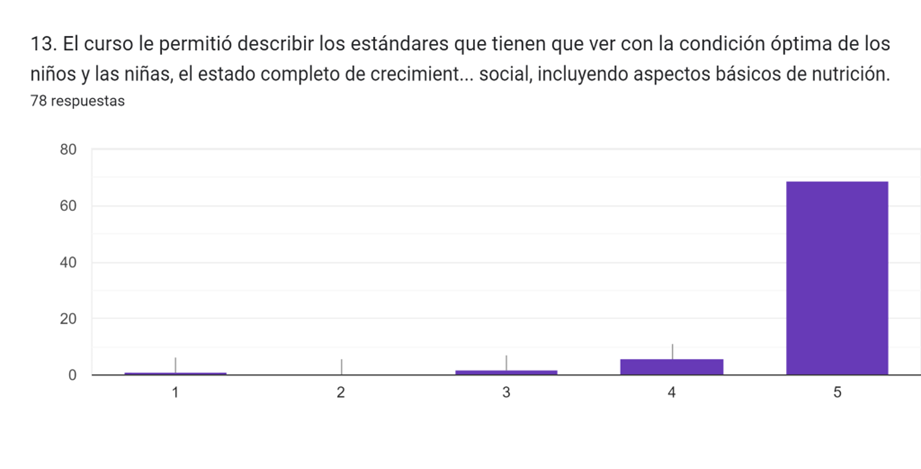 13. El curso le permitió describir los estándares que tienen que ver con la condición óptima de los
niños y las niñas, el estado completo de crecimient... social, incluyendo aspectos básicos de nutrición.
78 respuestas
80
60
40
20
0
1 2 3 4 5